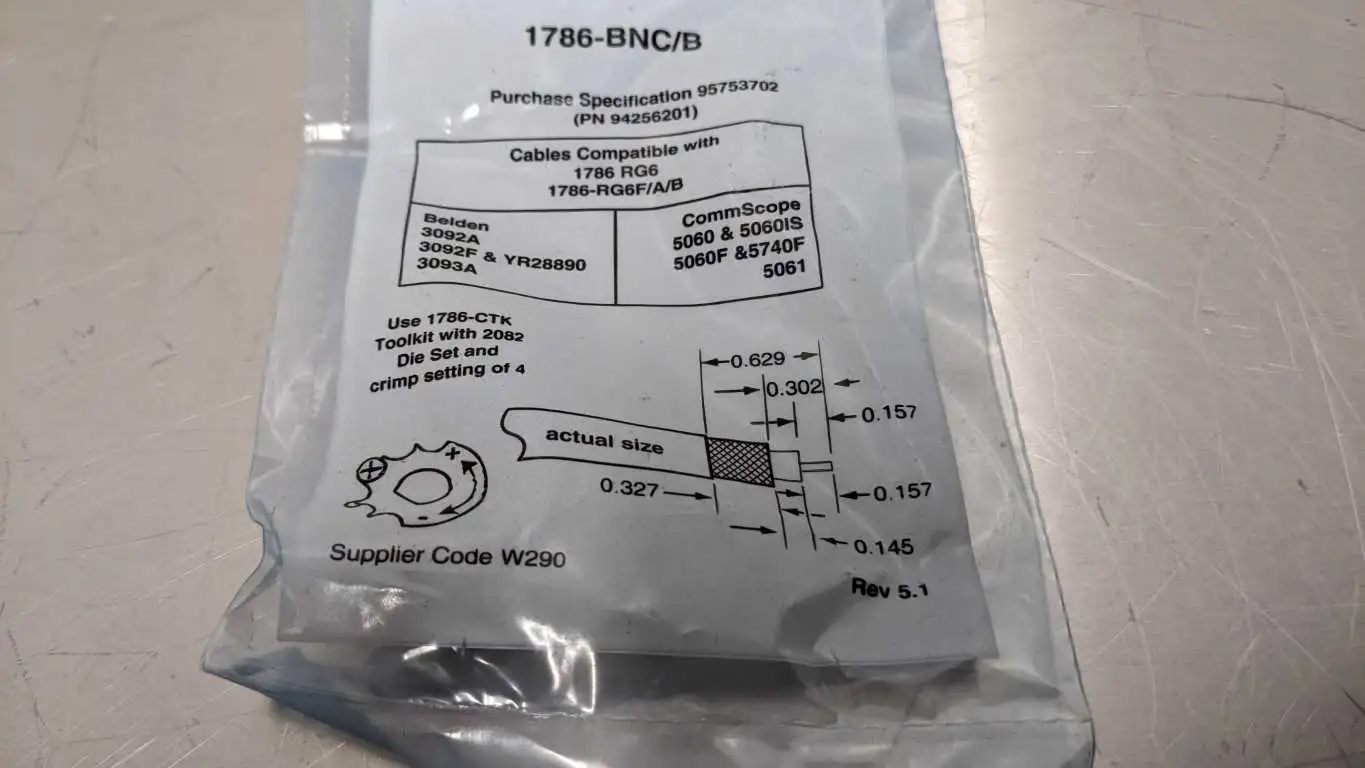 1786-BNC/B
Purchase Specification 95753702
(PN 94256201)
Cables Compatible with
1786 RG6
1786-RG6F/A/B
Belden
3092A
3092F & YR28890
3093A
CommScope
5060 & 5060IS
5060F &5740F
5061
Use 1786-CTK
Toolkit with 2082
Die Set and
crimp setting of 4
0.629
0.302
0.157
actual size
0.327
0.157
0.145
+
+
-
Supplier Code W290
Rev 5.1